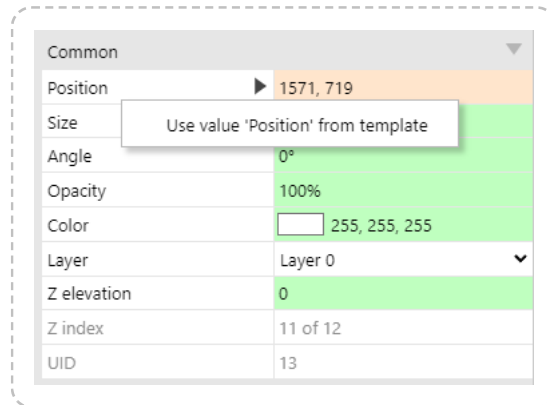 Common
Position 1571, 719
Size
Use value 'Position' from template
Angle 0°
Opacity 100%
Color 255, 255, 255
Layer Layer 0
Z elevation 0
Z index 11 of 12
UID 13